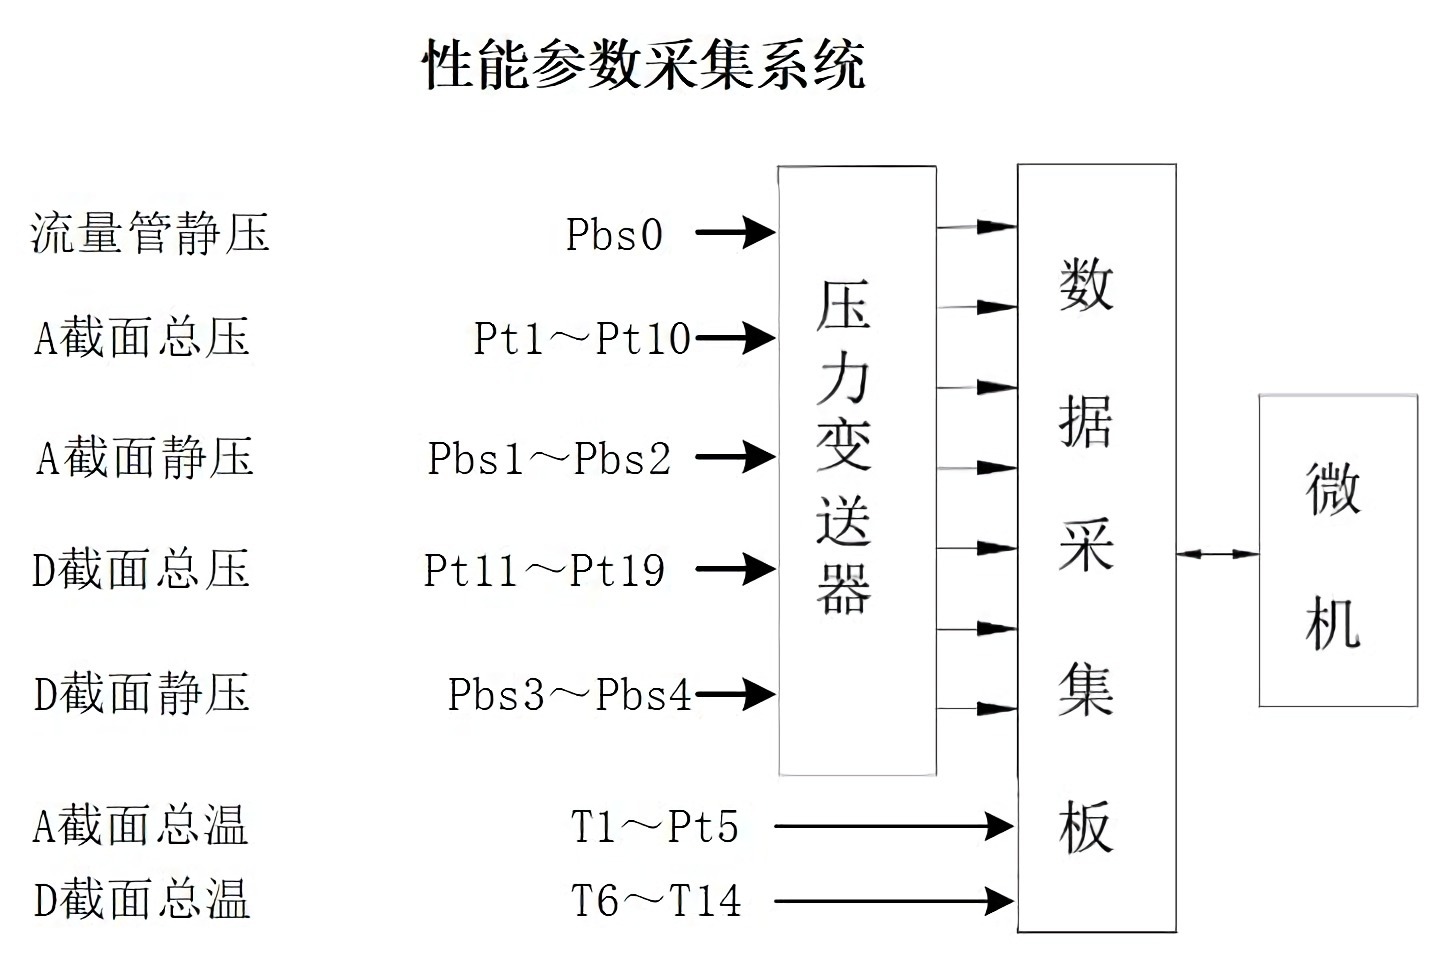 性能参数采集系统
流量管静压 Pbs0
A截面总压 Pt1～Pt10
A截面静压 Pbs1～Pbs2
D截面总压 Pt11～Pt19
D截面静压 Pbs3～Pbs4
A截面总温 T1～Pt5
D截面总温 T6～T14
压力变送器
数据采集板
微机